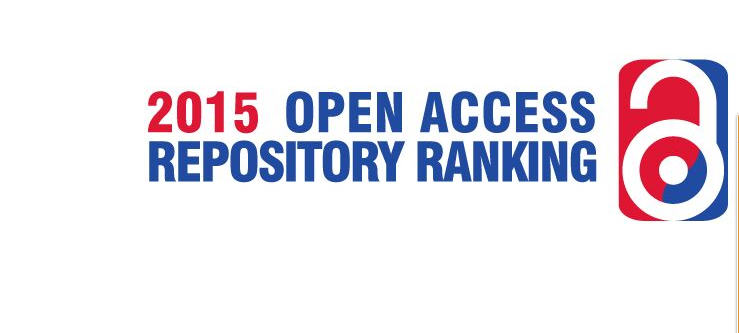 2015 OPEN ACCESS
REPOSITORY RANKING